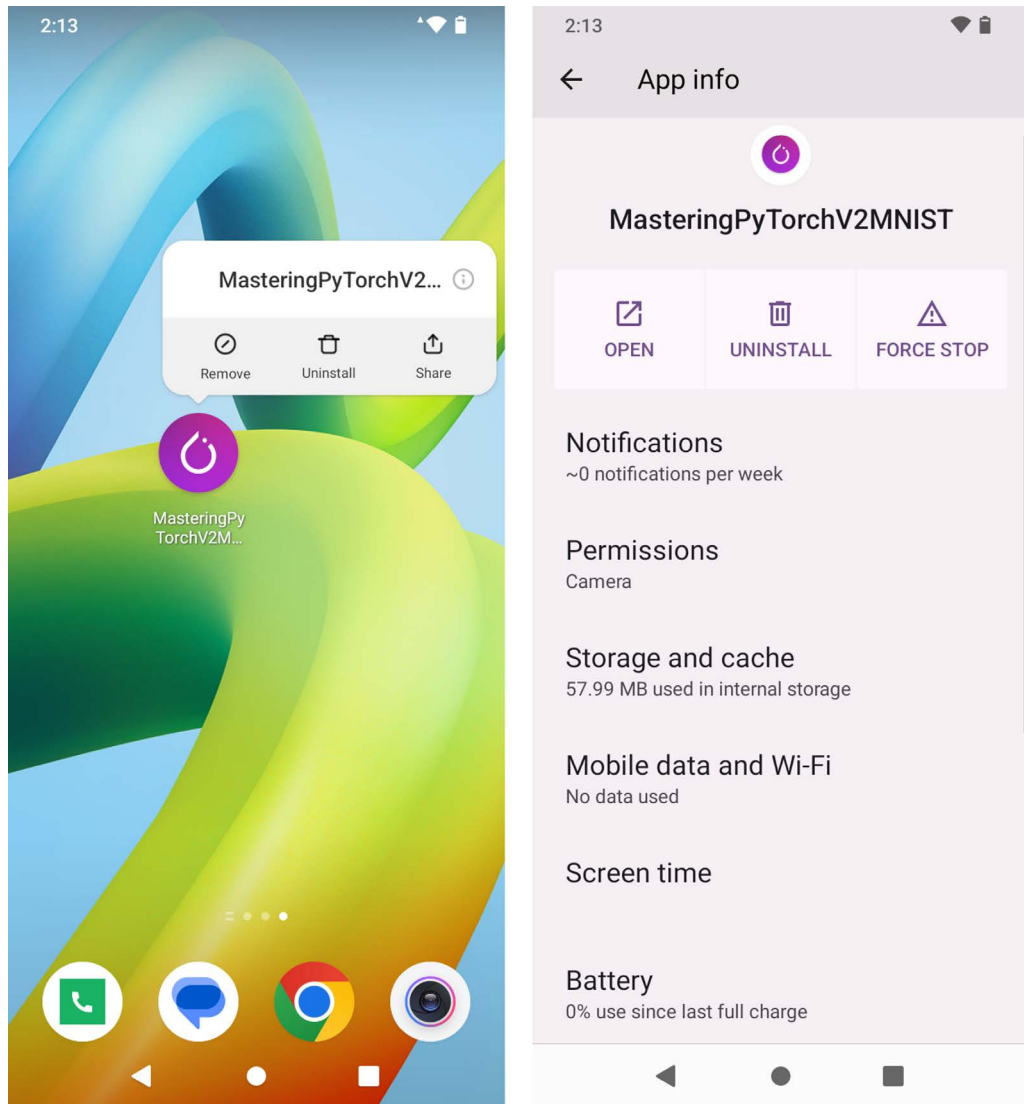 2:13
MasteringPyTorchV2...
Remove
Uninstall
Share
MasteringPy
TorchV2M...
2:13
App info
MasteringPyTorchV2MNIST
OPEN
UNINSTALL
FORCE STOP
Notifications
~0 notifications per week
Permissions
Camera
Storage and cache
57.99 MB used in internal storage
Mobile data and Wi-Fi
No data used
Screen time
Battery
0% use since last full charge